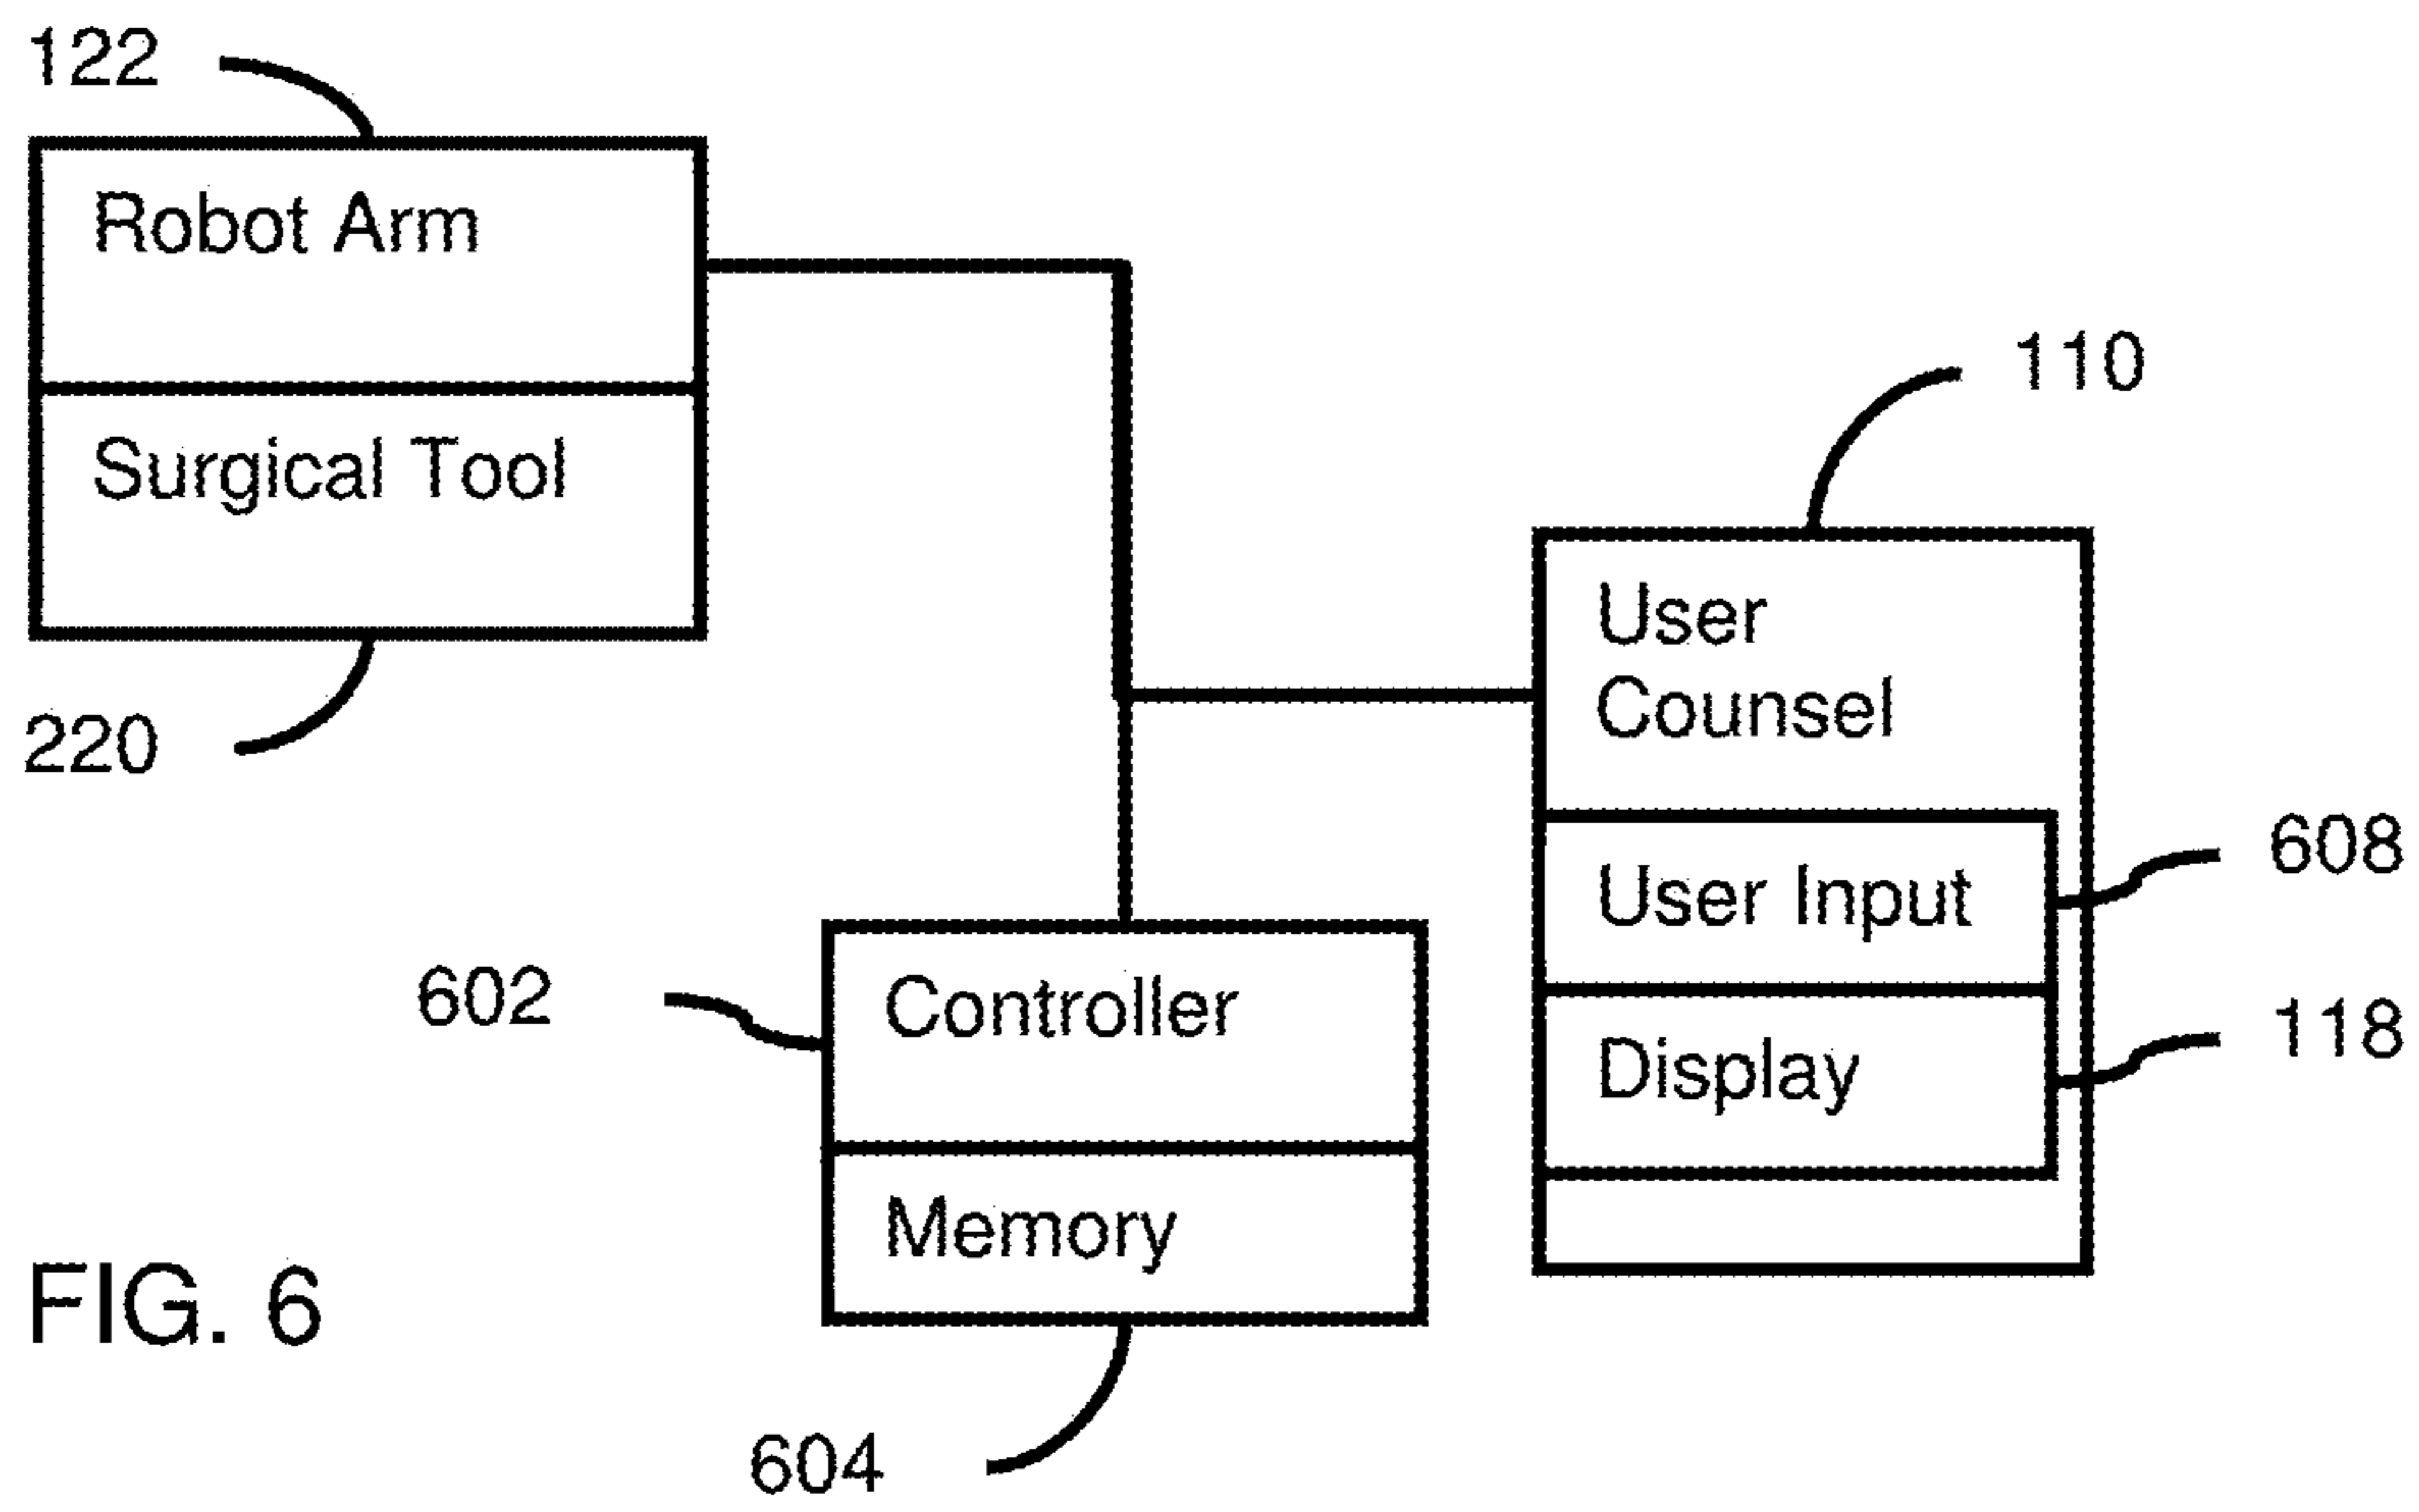 122
Robot Arm
Surgical Tool
220
110
User
Counsel
User Input
608
Display
118
602
Controller
Memory
604
FIG. 6